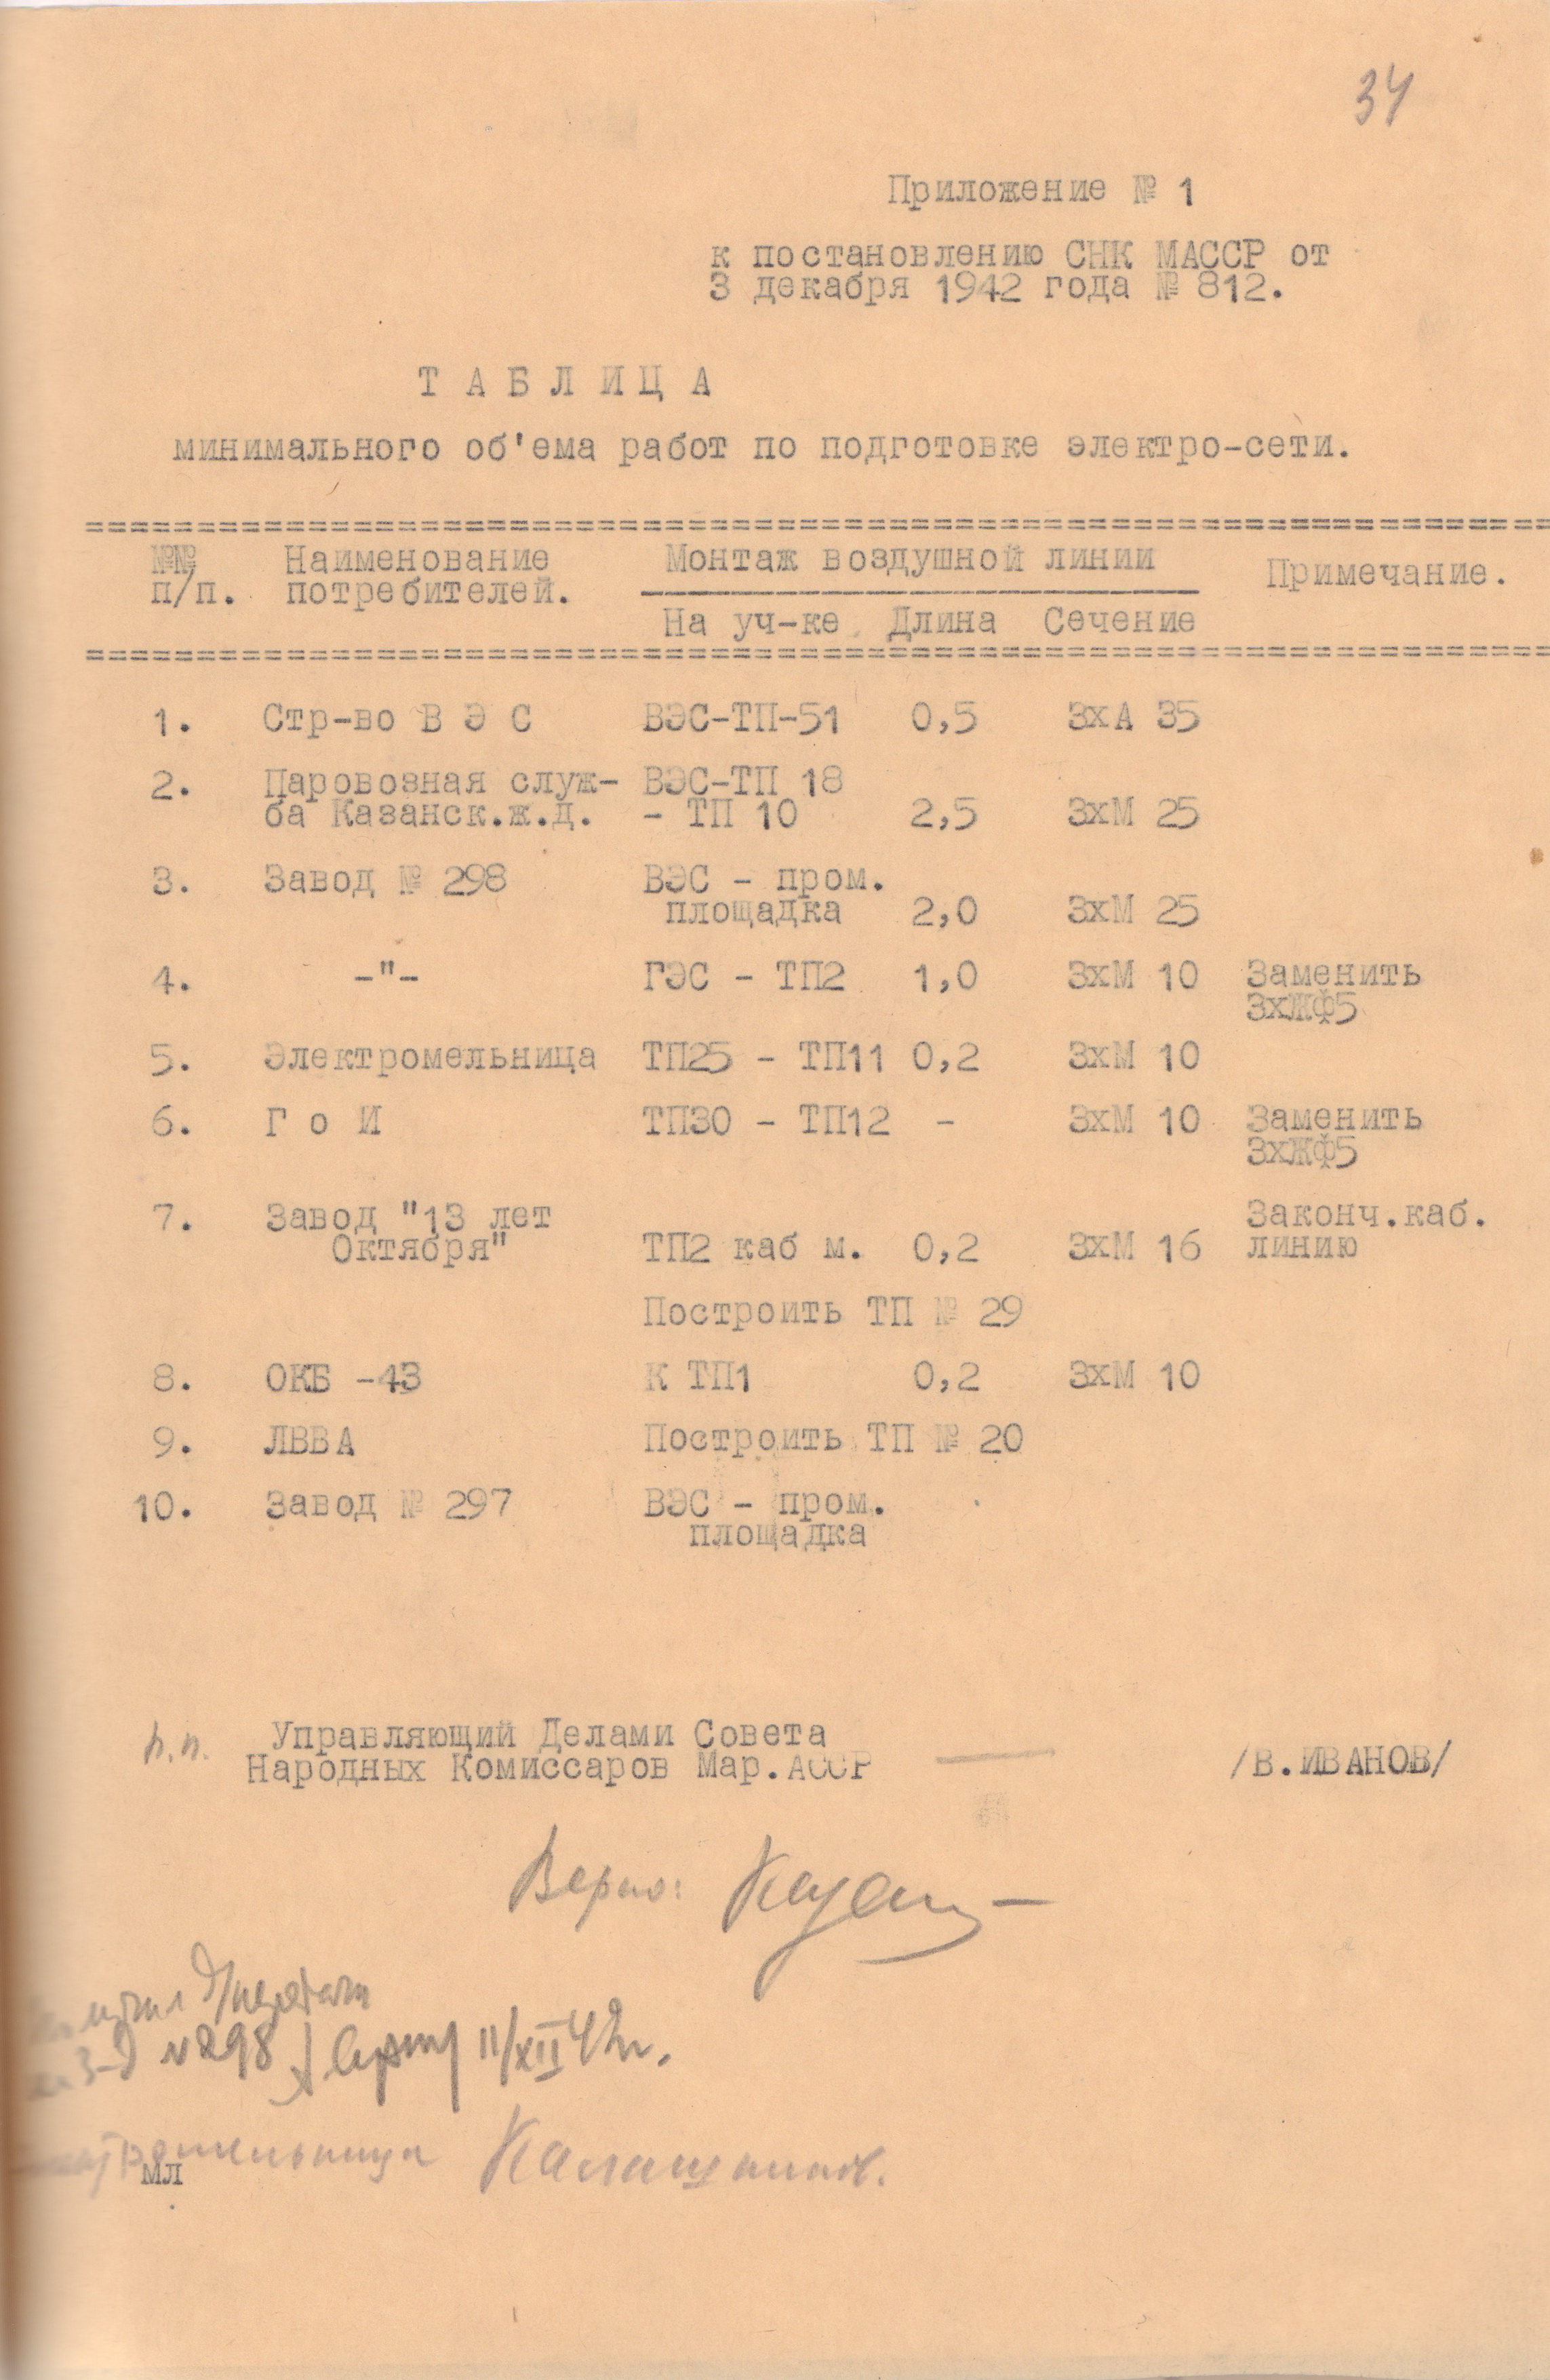 34
Приложение № 1
к постановлению СНК МАССР от
3 декабря 1942 года № 812.
Т А Б Л И Ц А
минимального об'ема работ по подготовке электро-сети.
№№ Наименование Монтаж воздушной линии Примечание.
п/п. потребителей.
На уч-ке Длина Сечение
1. Стр-во В Э С ВЭС-ТП-51 0,5 3хА 35
2. Паровозная служ- ВЭС-ТП 18
ба Казанск.ж.д. - ТП 10 2,5 3хМ 25
3. Завод № 298 ВЭС - пром.
площадка 2,0 3хМ 25
4. -"- ГЭС - ТП2 1,0 3хМ 10 Заменить
3хЖФ5
5. Электромельница ТП25 - ТП11 0,2 3хМ 10
6. Г о И ТП30 - ТП12 - 3хМ 10 Заменить
3хЖФ5
7. Завод "13 лет Законч.каб.
Октября" ТП2 каб м. 0,2 3хМ 16 линию
Построить ТП № 29
8. ОКБ -43 К ТП1 0,2 3хМ 10
9. ЛВВА Построить ТП № 20
10. Завод № 297 ВЭС - пром.
площадка
п.п. Управляющий Делами Совета
Народных Комиссаров Мар.АССР /В.ИВАНОВ/
Верно:
з-д №298 11/XII 42г.
мл